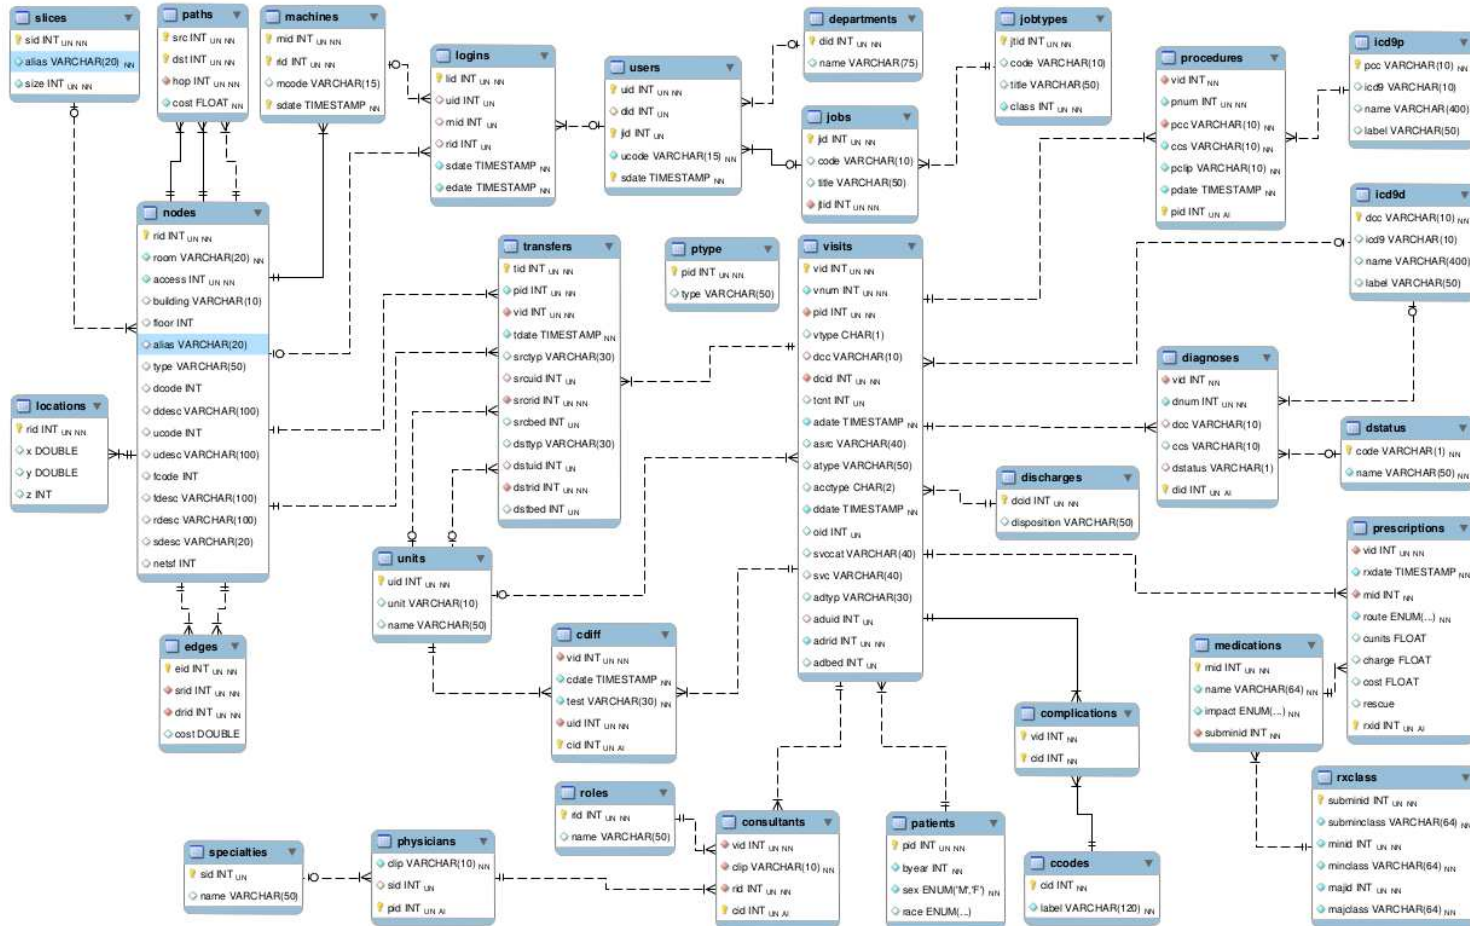 slices
sid INT UN NN
alias VARCHAR(20) NN
size INT UN NN
paths
src INT UN NN
dst INT UN NN
hop INT UN NN
cost FLOAT NN
machines
mid INT UN NN
rid INT UN NN
mcode VARCHAR(15)
sdate TIMESTAMP NN
logins
lid INT UN NN
uid INT UN
mid INT UN
rid INT UN
sdate TIMESTAMP NN
edate TIMESTAMP NN
users
uid INT UN NN
did INT UN
jid INT UN
ucode VARCHAR(15) NN
sdate TIMESTAMP NN
departments
did INT UN NN
name VARCHAR(75)
jobs
jid INT UN NN
code VARCHAR(10)
title VARCHAR(50)
jtid INT UN NN
jobtypes
jtid INT UN NN
code VARCHAR(10)
title VARCHAR(50)
class INT UN NN
procedures
vid INT NN
pnum INT UN NN
pcc VARCHAR(10) NN
ccs VARCHAR(10) NN
pclip VARCHAR(10) NN
pdate TIMESTAMP NN
pid INT UN AI
icd9p
pcc VARCHAR(10) NN
icd9 VARCHAR(10)
name VARCHAR(400)
label VARCHAR(50)
nodes
rid INT UN NN
room VARCHAR(20) NN
access INT UN NN
building VARCHAR(10)
floor INT
alias VARCHAR(20)
type VARCHAR(50)
dcode INT
ddesc VARCHAR(100)
ucode INT
udesc VARCHAR(100)
fcode INT
fdesc VARCHAR(100)
rdesc VARCHAR(100)
sdesc VARCHAR(20)
netsf INT
transfers
tid INT UN NN
pid INT UN NN
vid INT UN NN
tdate TIMESTAMP NN
srctyp VARCHAR(30)
srcuid INT UN
srcrid INT UN NN
srcbed INT UN
dsttyp VARCHAR(30)
dstuid INT UN
dstrid INT UN NN
dstbed INT UN
ptype
pid INT UN NN
type VARCHAR(50)
visits
vid INT UN NN
vnum INT UN NN
pid INT UN NN
vtype CHAR(1)
dcc VARCHAR(10)
dcid INT UN NN
tcnt INT UN
adate TIMESTAMP NN
asrc VARCHAR(40)
atype VARCHAR(50)
acctype CHAR(2)
ddate TIMESTAMP NN
oid INT UN
svccat VARCHAR(40)
svc VARCHAR(40)
adtyp VARCHAR(30)
aduid INT UN
adrid INT UN NN
adbed INT UN
icd9d
dcc VARCHAR(10) NN
icd9 VARCHAR(10)
name VARCHAR(400)
label VARCHAR(50)
diagnoses
vid INT NN
dnum INT UN NN
dcc VARCHAR(10)
ccs VARCHAR(10)
dstatus VARCHAR(1)
did INT UN AI
dstatus
code VARCHAR(1) NN
name VARCHAR(50) NN
locations
rid INT UN NN
x DOUBLE
y DOUBLE
z INT
discharges
dcid INT UN NN
disposition VARCHAR(50)
units
uid INT UN NN
unit VARCHAR(10)
name VARCHAR(50)
prescriptions
vid INT UN NN
rxdate TIMESTAMP NN
mid INT NN
route ENUM(...) NN
cunits FLOAT
charge FLOAT
cost FLOAT
rescue
rxid INT UN AI
edges
eid INT UN NN
srid INT UN NN
drid INT UN NN
cost DOUBLE
cdiff
vid INT UN NN
cdate TIMESTAMP NN
test VARCHAR(30) NN
uid INT UN NN
cid INT UN AI
medications
mid INT UN NN
name VARCHAR(64) NN
impact ENUM(...) NN
subminid INT NN
complications
vid INT NN
cid INT NN
rxclass
subminid INT UN NN
subminclass VARCHAR(64) NN
minid INT UN NN
minclass VARCHAR(64) NN
majid INT UN NN
majclass VARCHAR(64) NN
roles
rid INT UN NN
name VARCHAR(50)
specialties
sid INT UN
name VARCHAR(50)
physicians
clip VARCHAR(10) NN
sid INT UN
pid INT UN AI
consultants
vid INT UN NN
clip VARCHAR(10) NN
rid INT UN NN
cid INT UN AI
patients
pid INT UN NN
byear INT NN
sex ENUM('M','F') NN
race ENUM(...)
ccodes
cid INT NN
label VARCHAR(120) NN